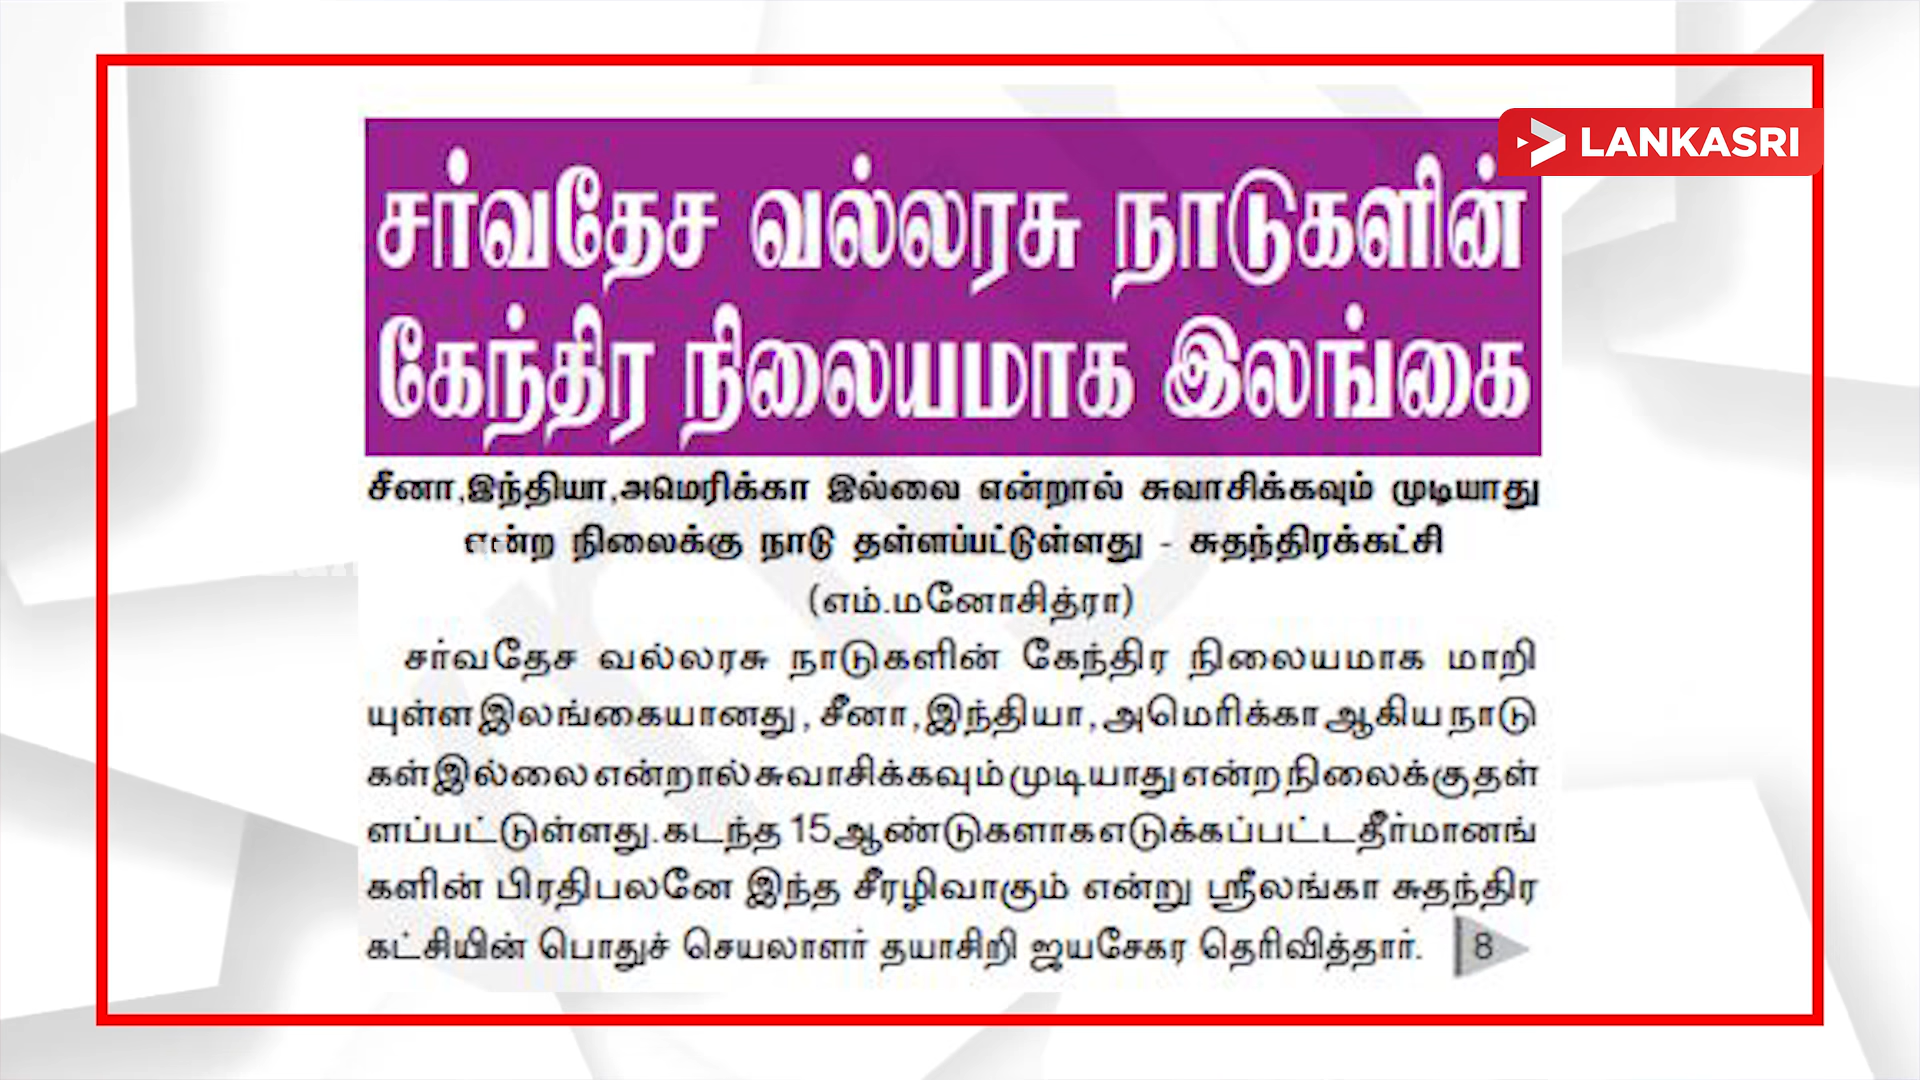 LANKASRI
சர்வதேச வல்லரசு நாடுகளின்
கேந்திர நிலையமாக இலங்கை
சீனா,இந்தியா,அமெரிக்கா இல்லை என்றால் சுவாசிக்கவும் முடியாது
என்ற நிலைக்கு நாடு தள்ளப்பட்டுள்ளது - சுதந்திரக்கட்சி
(எம்.மனோசித்ரா)
சர்வதேச வல்லரசு நாடுகளின் கேந்திர நிலையமாக மாறி
யுள்ள இலங்கையானது, சீனா,இந்தியா, அமெரிக்கா ஆகிய நாடு
கள் இல்லை என்றால் சுவாசிக்கவும் முடியாது என்ற நிலைக்கு தள்
ளப்பட்டுள்ளது. கடந்த 15 ஆண்டுகளாக எடுக்கப்பட்ட தீர்மானங்
களின் பிரதிபலனே இந்த சீரழிவாகும் என்று ஸ்ரீலங்கா சுதந்திர
கட்சியின் பொதுச் செயலாளர் தயாசிறி ஜயசேகர தெரிவித்தார். 8